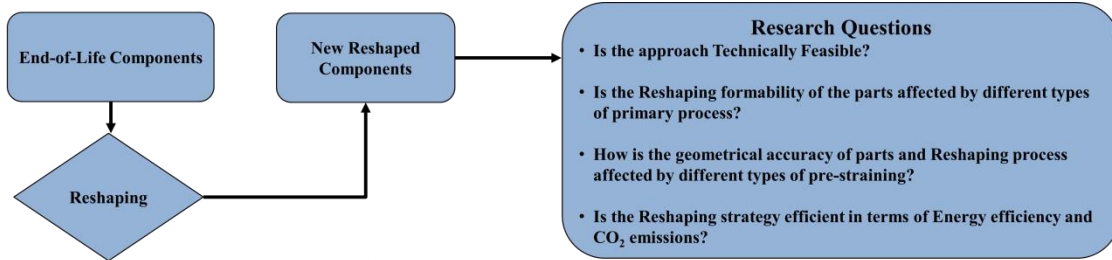 End-of-Life Components
Reshaping
New Reshaped
Components
Research Questions
• Is the approach Technically Feasible?
• Is the Reshaping formability of the parts affected by different types
of primary process?
• How is the geometrical accuracy of parts and Reshaping process
affected by different types of pre-straining?
• Is the Reshaping strategy efficient in terms of Energy efficiency and
CO₂ emissions?